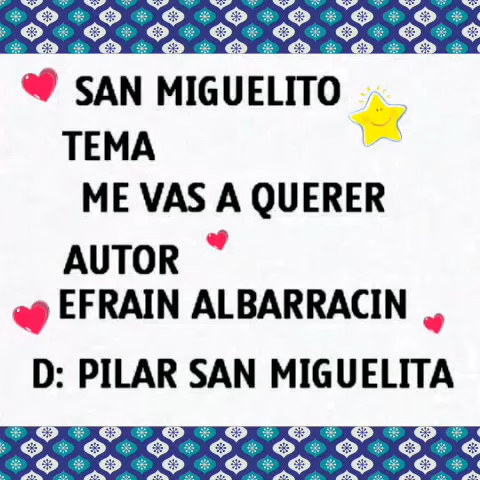 SAN MIGUELITO
TEMA
ME VAS A QUERER
AUTOR
EFRAIN ALBARRACIN
D: PILAR SAN MIGUELITA